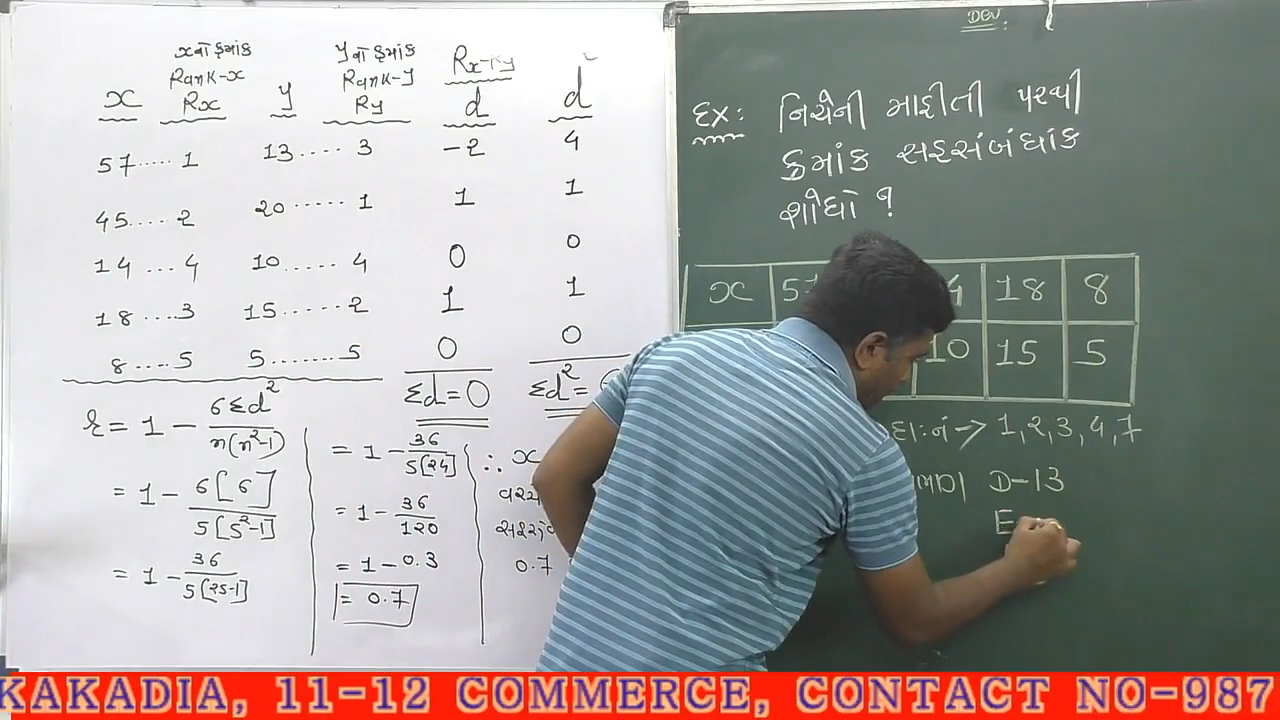 xનો ક્રમાંક yનો ક્રમાંક Rx-Ry
Rank-x Rank-y
x Rx y Ry d d²
57..... 1 13.... 3 -2 4
45..... 2 20 ...... 1 1 1
14 ... 4 10...... 4 0 0
18....3 15 ...... 2 1 1
8 .....5 5........5 0 0
Σd=0 Σd²=
r = 1 - 6Σd² / n(n²-1)
= 1 - 6[6] / 5[5²-1]
= 1 - 36 / 5[25-1]
= 1 - 36 / 5[24]
= 1 - 36 / 120
= 1 - 0.3
= 0.7
∴ x
0.7
Dev:
Ex: નિચેની માહીતી પરથી
ક્રમાંક સહસંબંધાંક
શોધો ?
x 18 8
10 15 5
દા.નં -> 1,2,3,4,7
D-13
E
KAKADIA, 11-12 COMMERCE, CONTACT NO-987